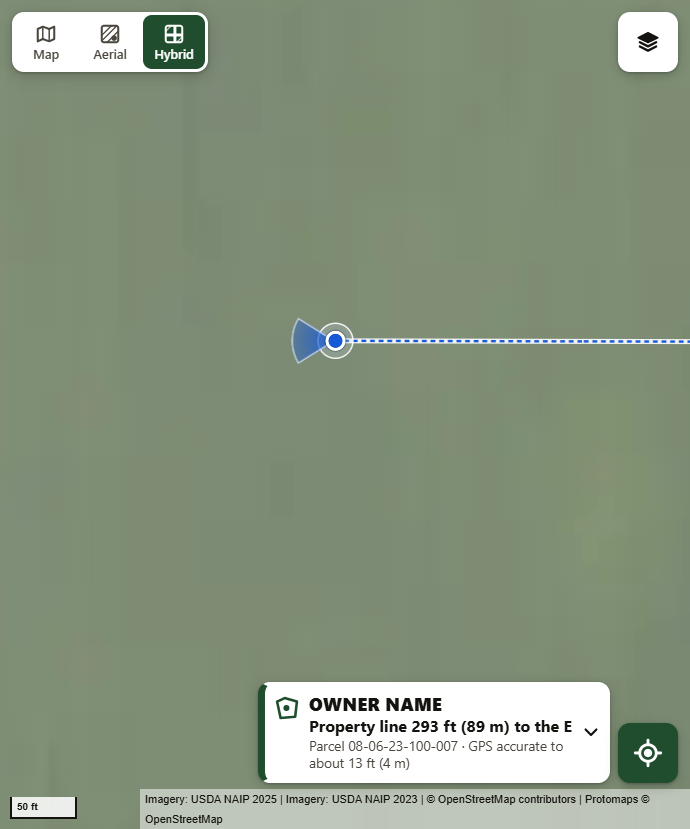 Map
Aerial
Hybrid
OWNER NAME
Property line 293 ft (89 m) to the E
Parcel 08-06-23-100-007 · GPS accurate to
about 13 ft (4 m)
50 ft
Imagery: USDA NAIP 2025 | Imagery: USDA NAIP 2023 | © OpenStreetMap contributors | Protomaps ©
OpenStreetMap